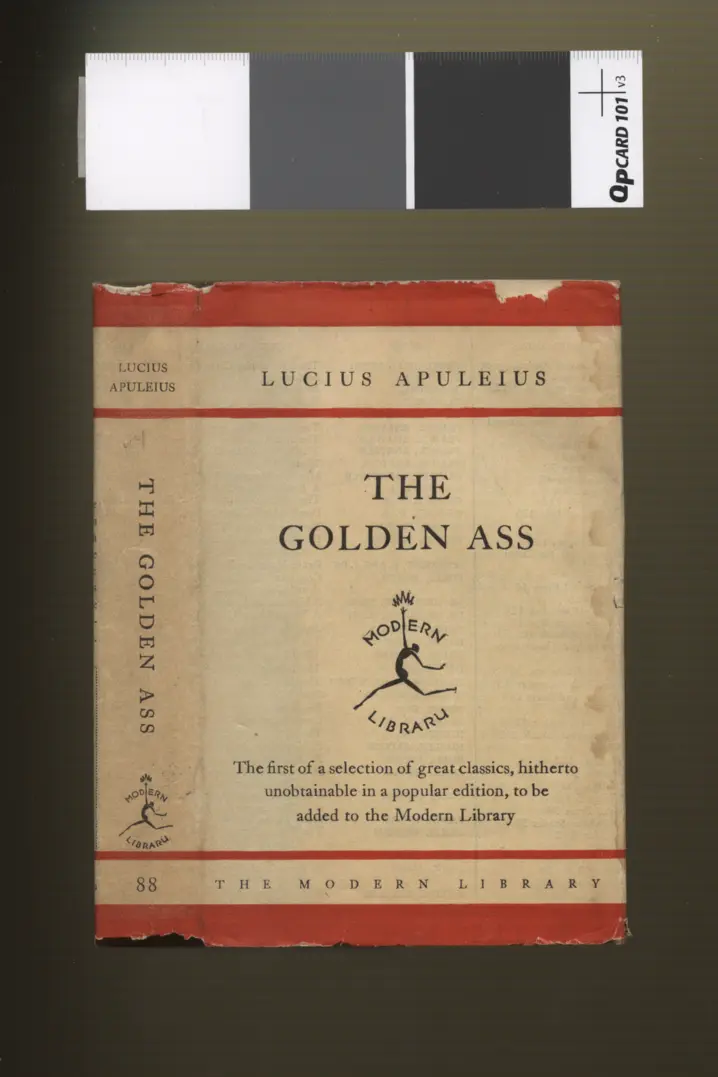 QPCARD 101 v3
LUCIUS
APULEIUS
THE GOLDEN ASS
MODERN
LIBRARY
88
LUCIUS APULEIUS
THE
GOLDEN ASS
MODERN
LIBRARY
The first of a selection of great classics, hitherto
unobtainable in a popular edition, to be
added to the Modern Library
THE MODERN LIBRARY